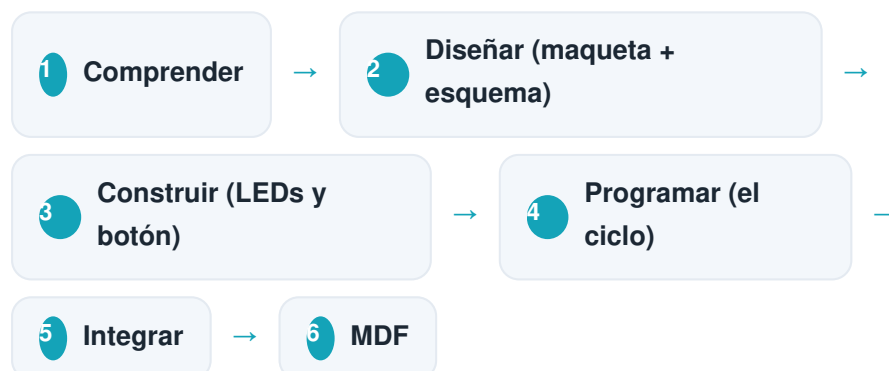 1 Comprender → 2 Diseñar (maqueta +
esquema) →
3 Construir (LEDs y
botón) → 4 Programar (el
ciclo) →
5 Integrar → 6 MDF